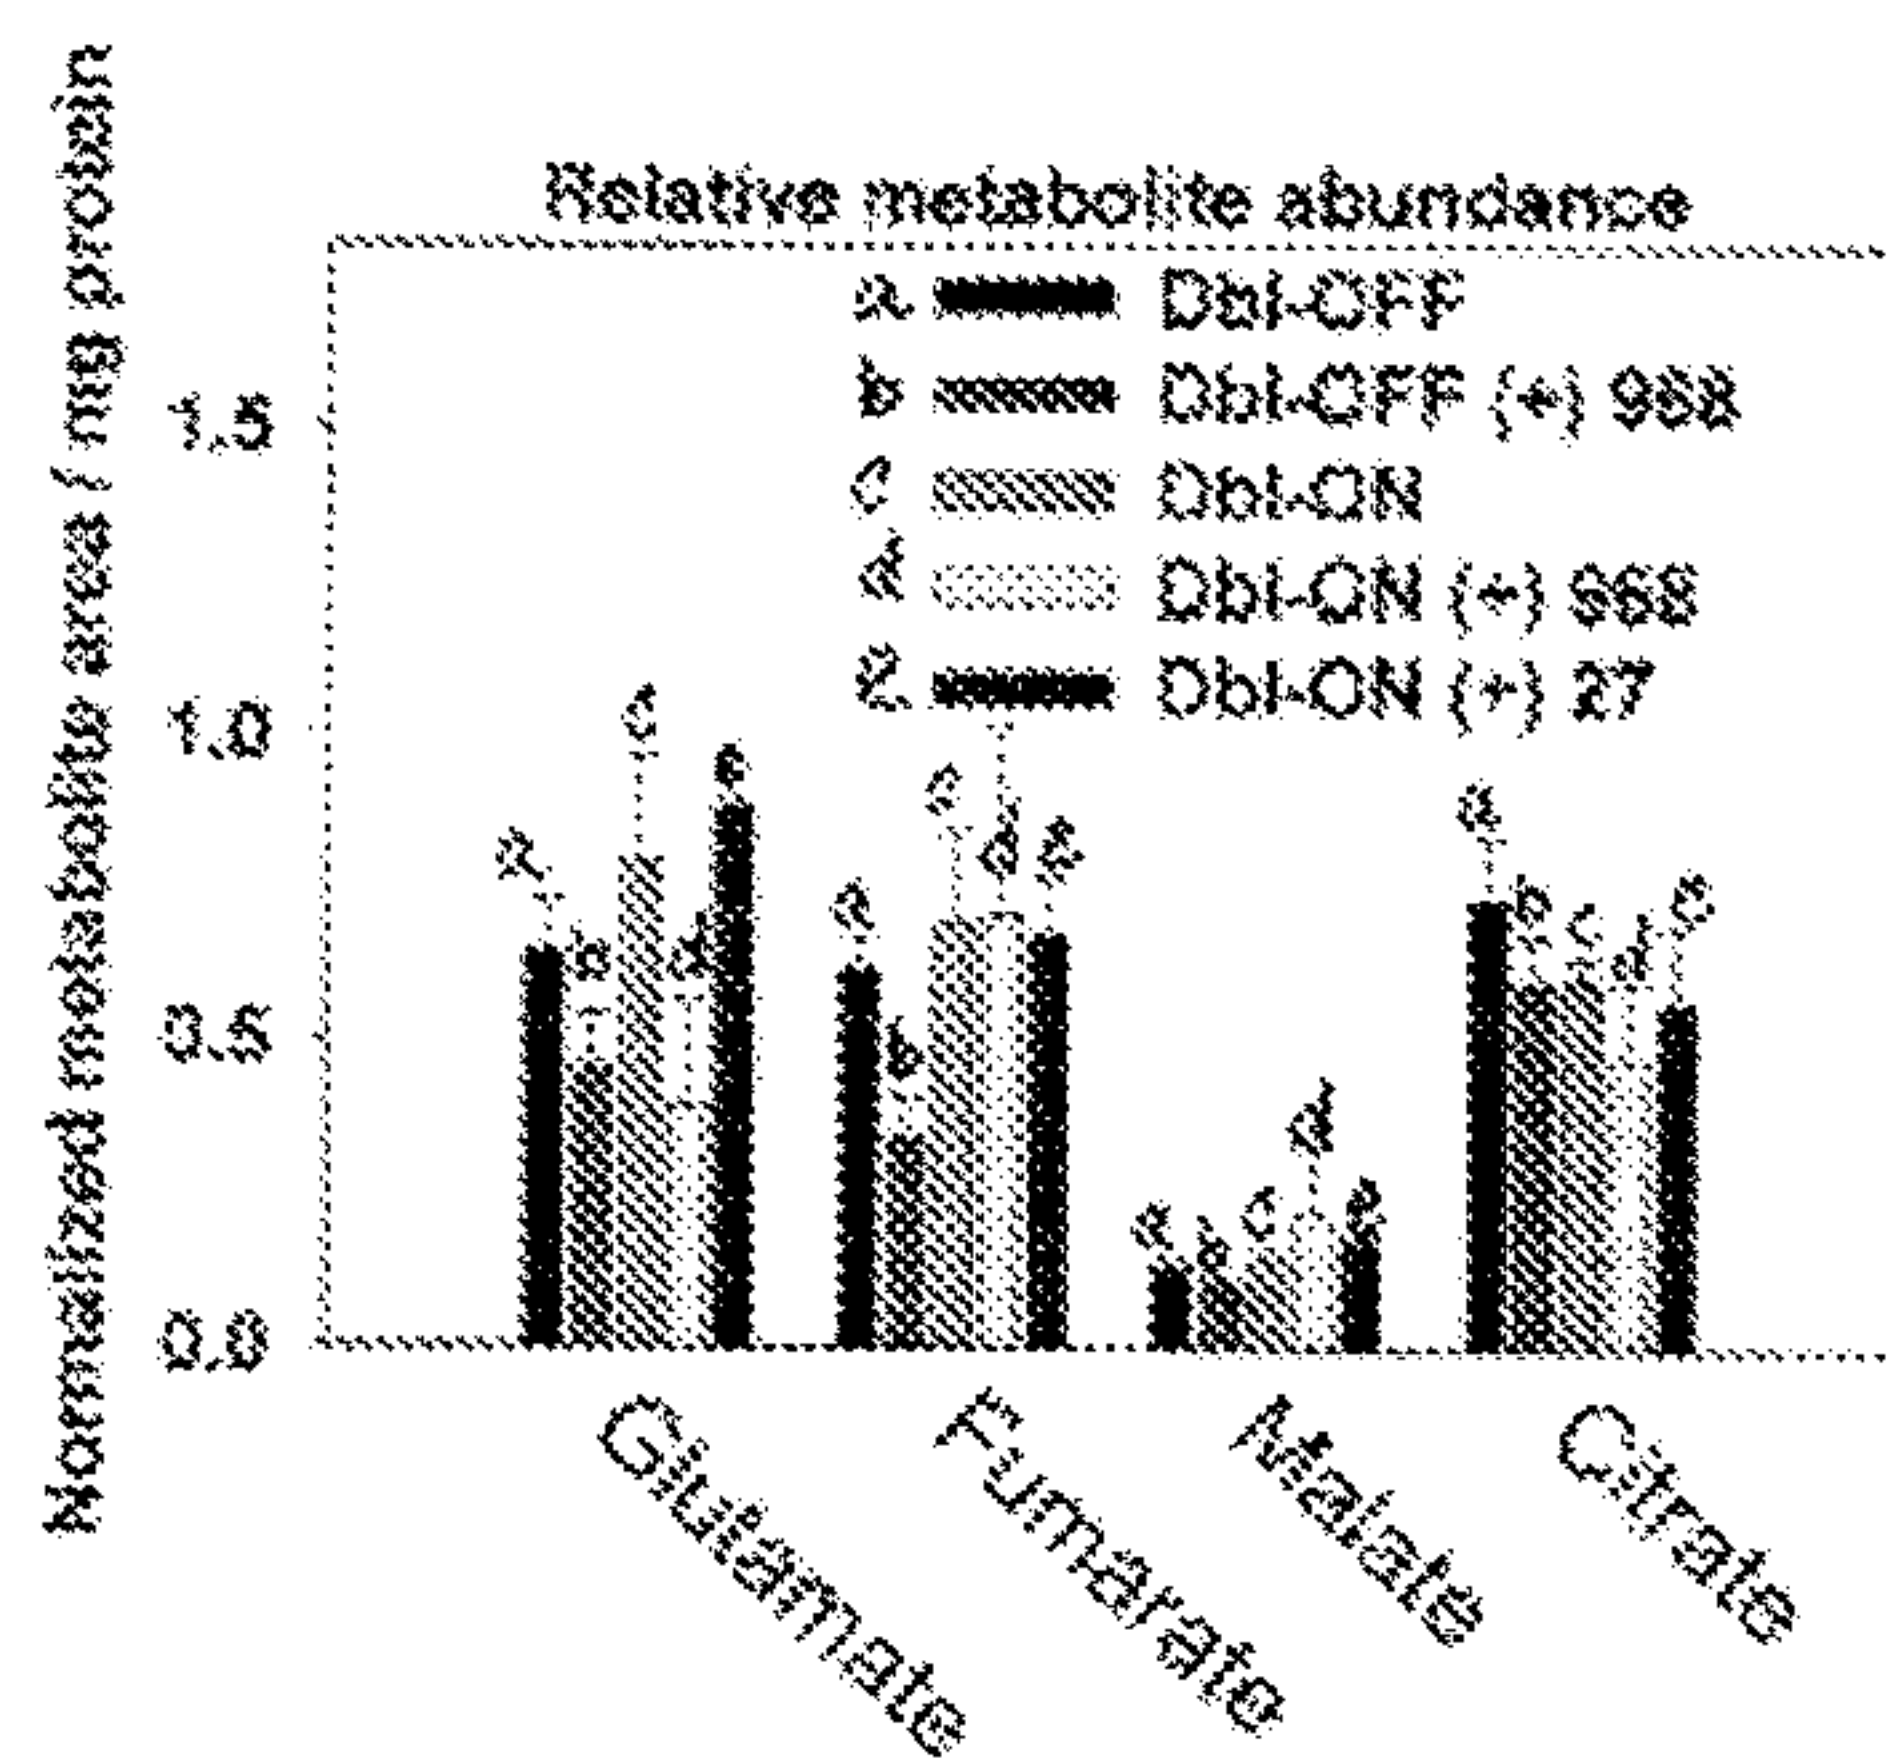 Relative metabolite abundance
Normalized metabolite area / mg protein
1.5
1.0
0.5
0.0
a Dbl-OFF
b Dbl-OFF (+) 968
c Dbl-ON
d Dbl-ON (+) 968
e Dbl-ON (+) 27
a b c d e
a b c d e
a b c d e
a b c d e
Glutamate
Fumarate
Malate
Citrate